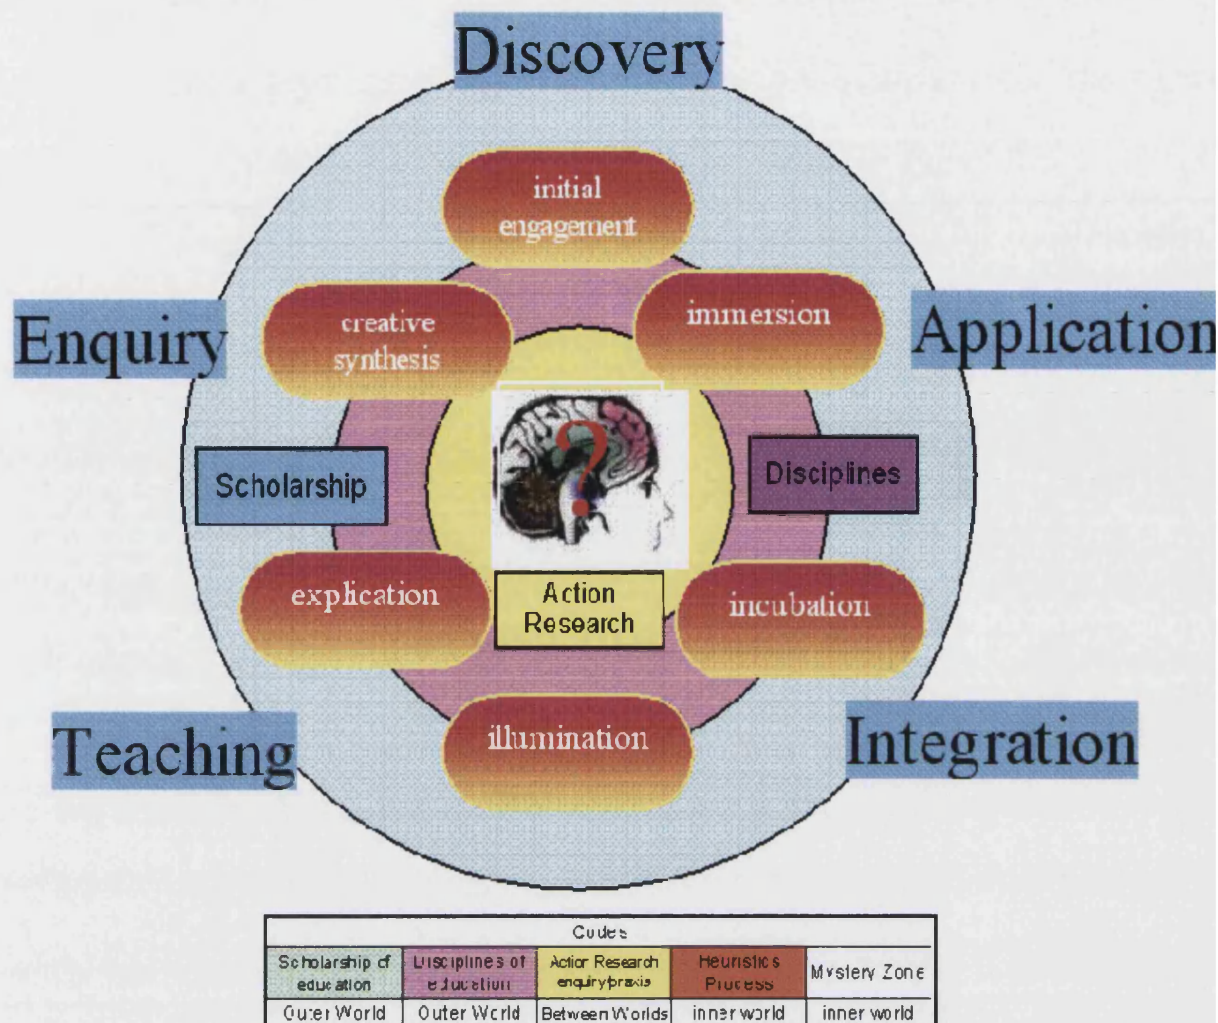 Discovery
initial
engagement
creative
synthesis
immersion
Enquiry
Application
?
Scholarship
Disciplines
explication
Action
Research
incubation
Teaching
illumination
Integration
Codes
Scholarship of
education
Disciplines of
education
Action Research
enquiry/praxis
Heuristics
Process
Mystery Zone
Outer World
Outer World
Between Worlds
inner world
inner world